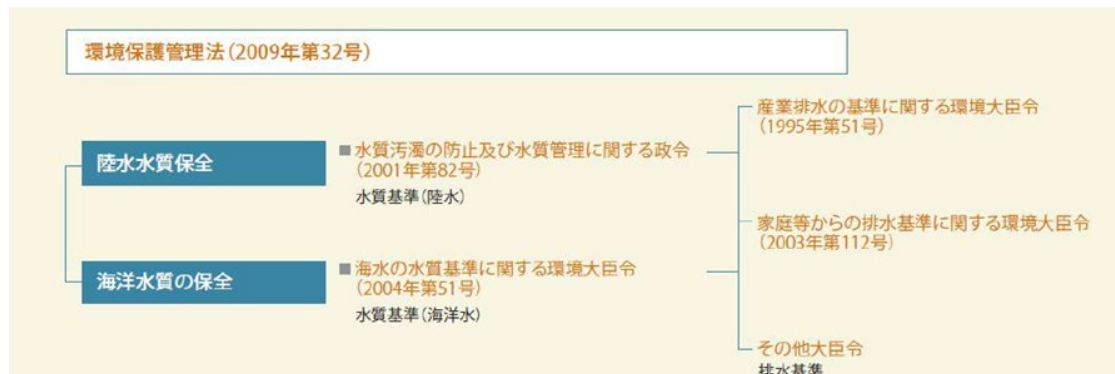 環境保護管理法(2009年第32号)
陸水水質保全
■水質汚濁の防止及び水質管理に関する政令
(2001年第82号)
水質基準(陸水)
海洋水質の保全
■海水の水質基準に関する環境大臣令
(2004年第51号)
水質基準(海洋水)
産業排水の基準に関する環境大臣令
(1995年第51号)
家庭等からの排水基準に関する環境大臣令
(2003年第112号)
その他大臣令
排水基準